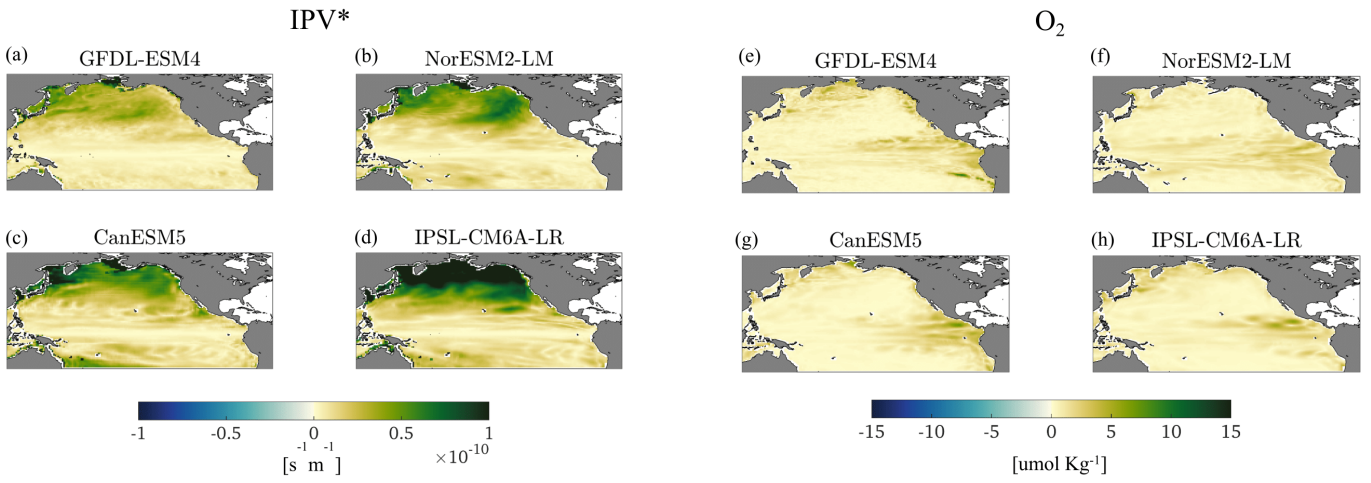 IPV*
(a) GFDL-ESM4
(b) NorESM2-LM
(c) CanESM5
(d) IPSL-CM6A-LR
-1 -0.5 0 0.5 1
×10⁻¹⁰
[s⁻¹ m⁻¹]
O₂
(e) GFDL-ESM4
(f) NorESM2-LM
(g) CanESM5
(h) IPSL-CM6A-LR
-15 -10 -5 0 5 10 15
[umol Kg⁻¹]